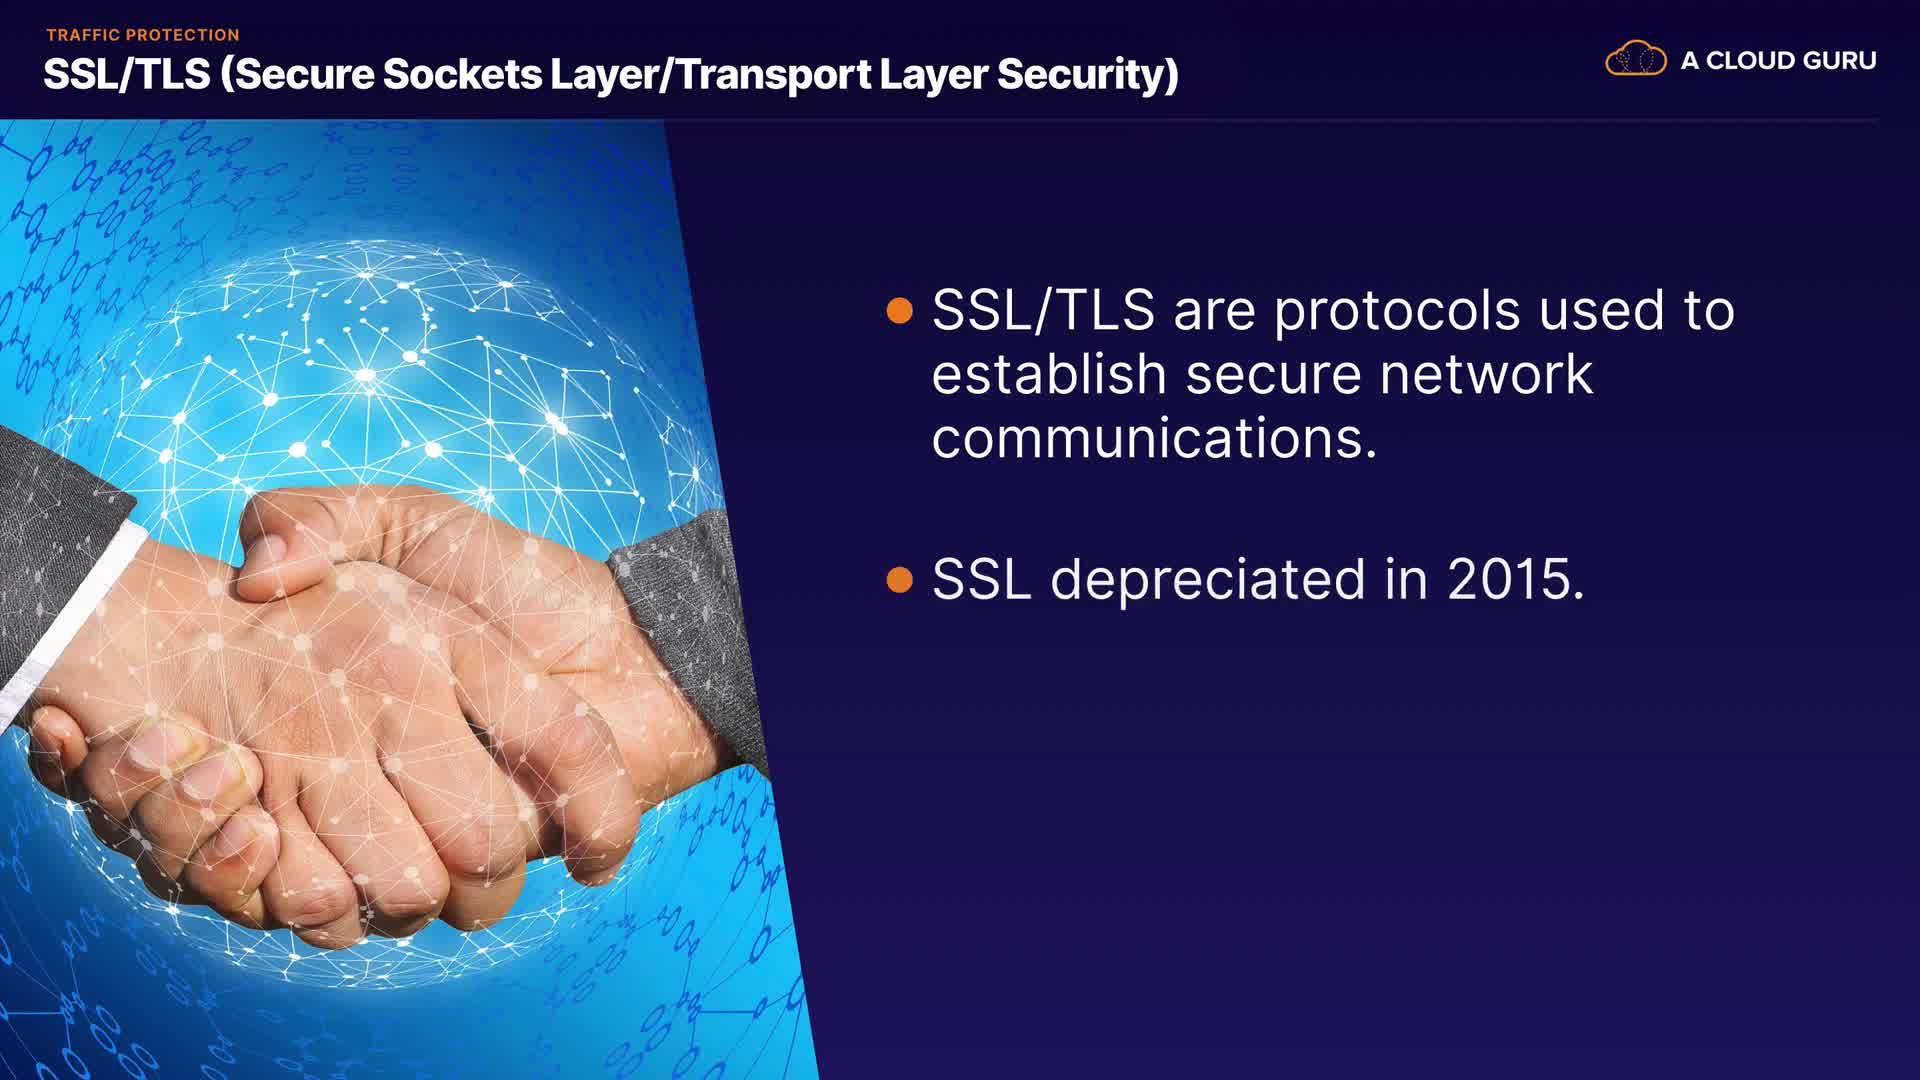 TRAFFIC PROTECTION
SSL/TLS (Secure Sockets Layer/Transport Layer Security)
A CLOUD GURU
SSL/TLS are protocols used to
establish secure network
communications.
SSL depreciated in 2015.